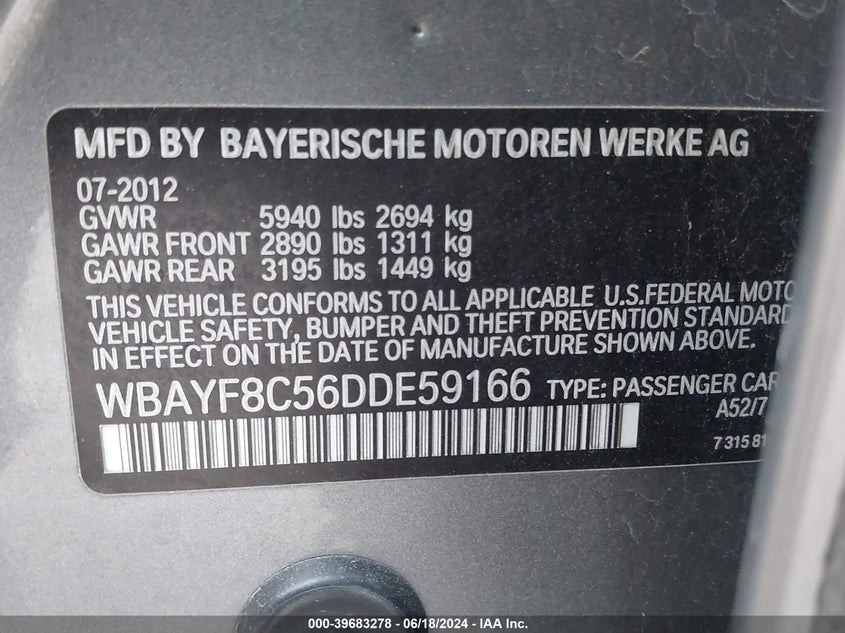 MFD BY BAYERISCHE MOTOREN WERKE AG
07-2012
GVWR 5940 lbs 2694 kg
GAWR FRONT 2890 lbs 1311 kg
GAWR REAR 3195 lbs 1449 kg
THIS VEHICLE CONFORMS TO ALL APPLICABLE U.S.FEDERAL MOTO
VEHICLE SAFETY, BUMPER AND THEFT PREVENTION STANDARD
IN EFFECT ON THE DATE OF MANUFACTURE SHOWN ABOVE.
WBAYF8C56DDE59166 TYPE: PASSENGER CAR
A52/7
7 315 81
000-39683278 - 06/18/2024 - IAA Inc.